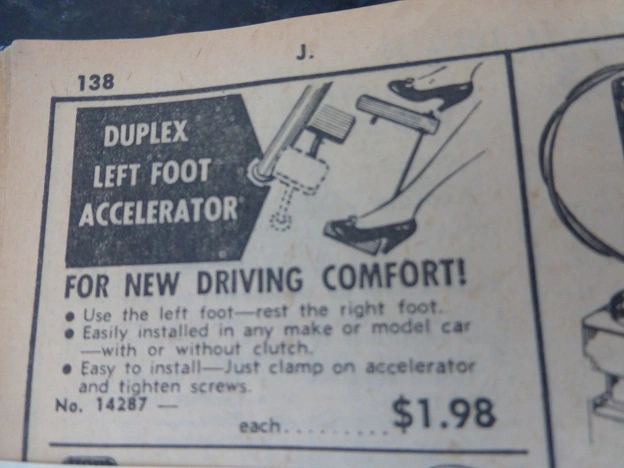 J.
138
DUPLEX
LEFT FOOT
ACCELERATOR
FOR NEW DRIVING COMFORT!
● Use the left foot—rest the right foot.
● Easily installed in any make or model car
—with or without clutch.
● Easy to install—Just clamp on accelerator
and tighten screws.
No. 14287 —
each.........$1.98